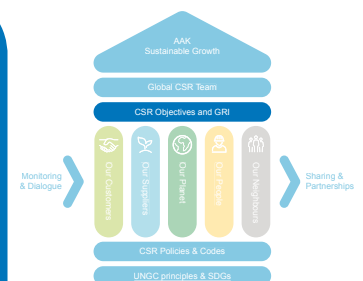 AAK
Sustainable Growth
Global CSR Team
CSR Objectives and GRI
Monitoring
& Dialogue
Our Customers
Our Suppliers
Our Planet
Our People
Our Neighbours
Sharing &
Partnerships
CSR Policies & Codes
UNGC principles & SDGs